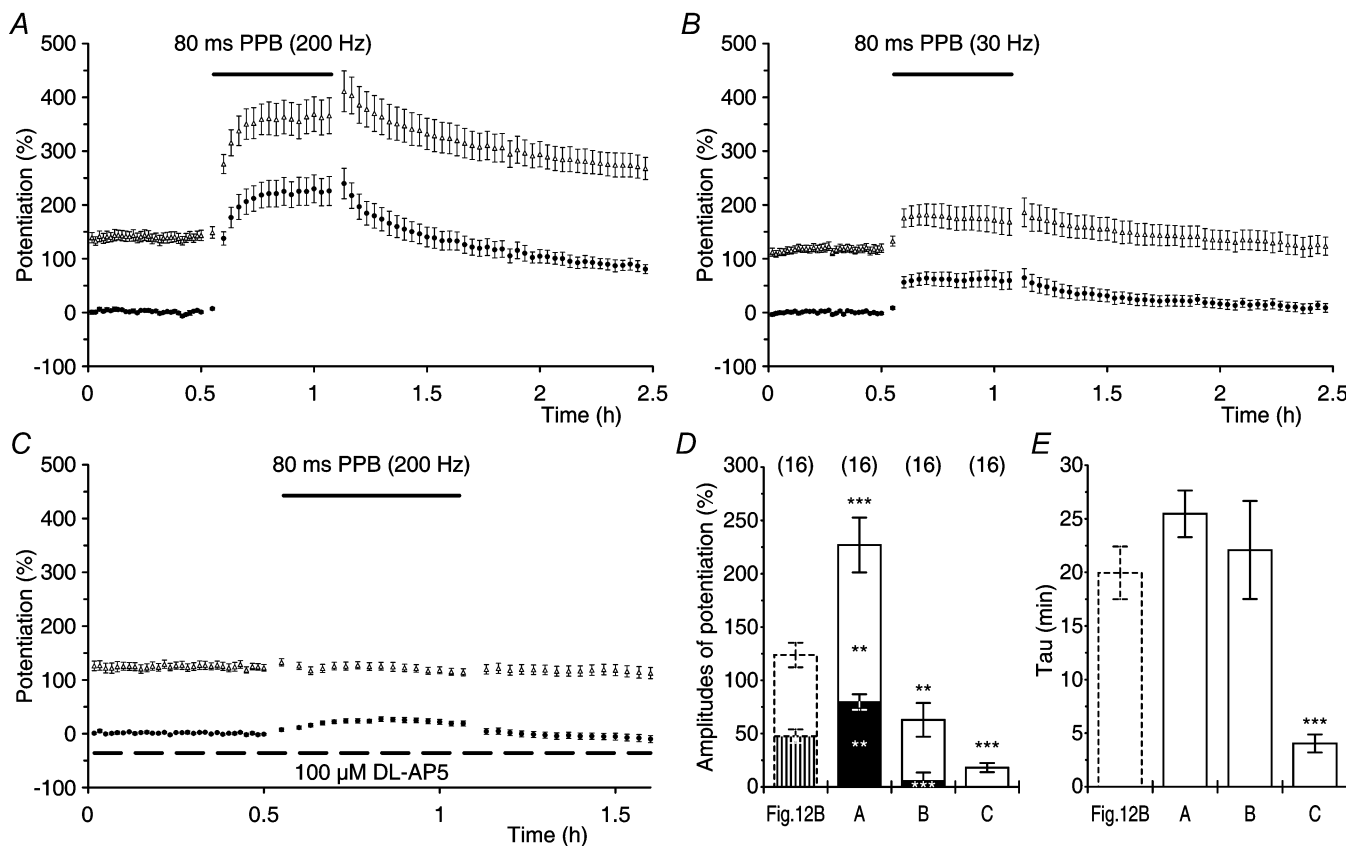 A
80 ms PPB (200 Hz)
Potentiation (%)
500
400
300
200
100
0
-100
0
0.5
1
1.5
2
2.5
Time (h)
B
80 ms PPB (30 Hz)
Potentiation (%)
500
400
300
200
100
0
-100
0
0.5
1
1.5
2
2.5
Time (h)
C
80 ms PPB (200 Hz)
Potentiation (%)
500
400
300
200
100
0
-100
100 µM DL-AP5
0
0.5
1
1.5
Time (h)
D
Amplitudes of potentiation (%)
300
250
200
150
100
50
0
(16)
(16)
(16)
(16)
***
**
**
**
***
***
Fig.12B
A
B
C
E
Tau (min)
30
25
20
15
10
5
0
***
Fig.12B
A
B
C